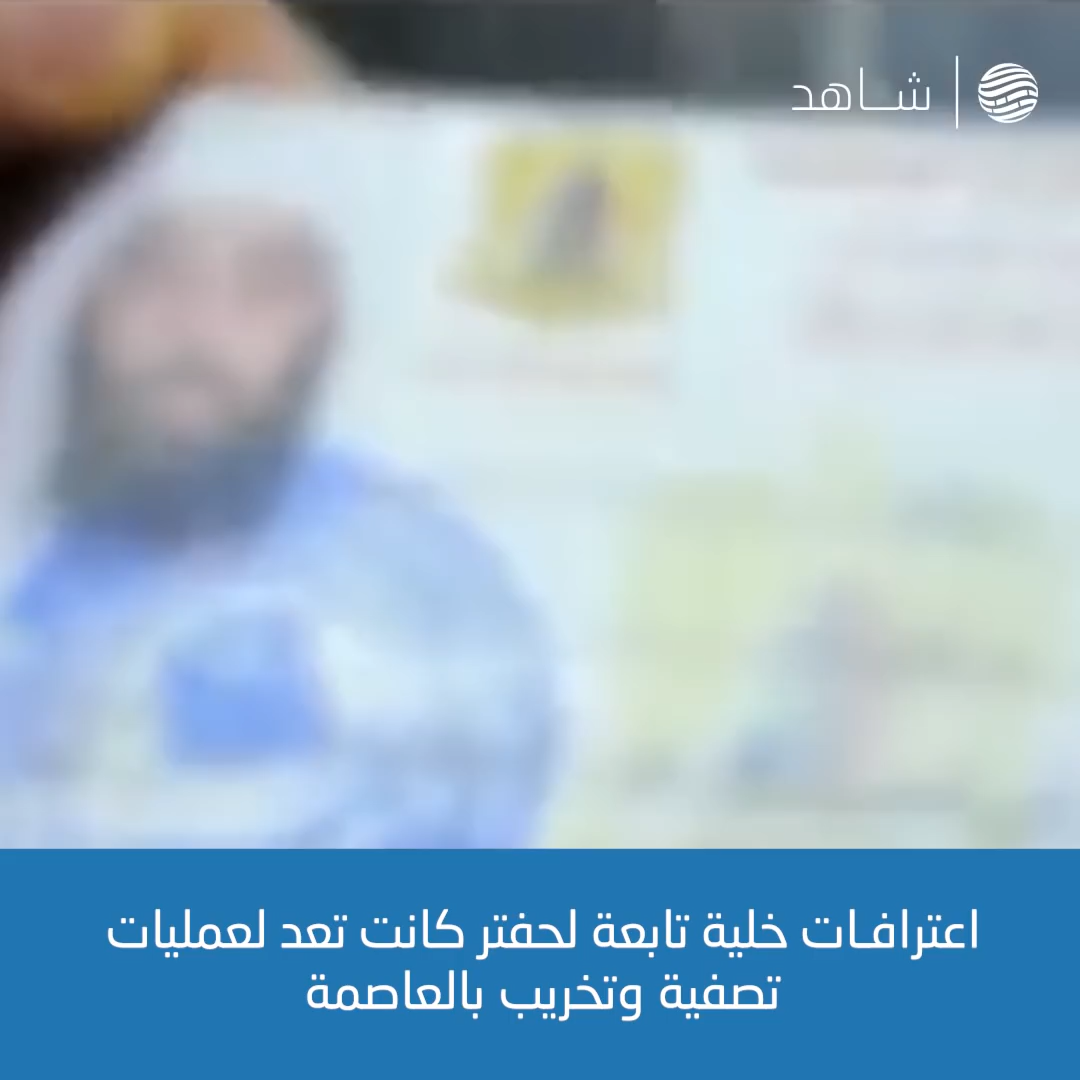 شاهد
اعترافات خلية تابعة لحفتر كانت تعد لعمليات
تصفية وتخريب بالعاصمة